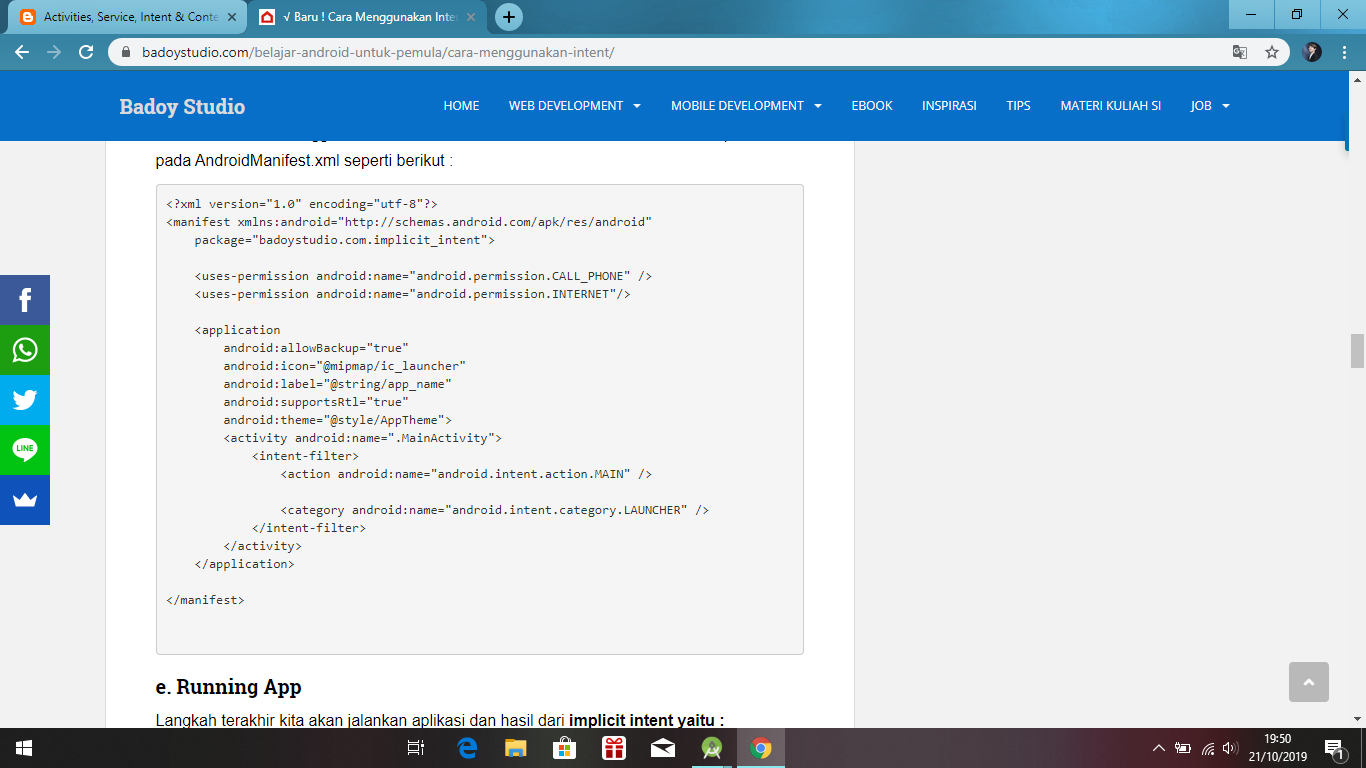 Activities, Service, Intent & Conte
√ Baru ! Cara Menggunakan Inte
badoystudio.com/belajar-android-untuk-pemula/cara-menggunakan-intent/
Badoy Studio
HOME
WEB DEVELOPMENT
MOBILE DEVELOPMENT
EBOOK
INSPIRASI
TIPS
MATERI KULIAH SI
JOB
pada AndroidManifest.xml seperti berikut :
<?xml version="1.0" encoding="utf-8"?>
<manifest xmlns:android="http://schemas.android.com/apk/res/android"
    package="badoystudio.com.implicit_intent">
    <uses-permission android:name="android.permission.CALL_PHONE" />
    <uses-permission android:name="android.permission.INTERNET"/>
    <application
        android:allowBackup="true"
        android:icon="@mipmap/ic_launcher"
        android:label="@string/app_name"
        android:supportsRtl="true"
        android:theme="@style/AppTheme">
        <activity android:name=".MainActivity">
            <intent-filter>
                <action android:name="android.intent.action.MAIN" />
                <category android:name="android.intent.category.LAUNCHER" />
            </intent-filter>
        </activity>
    </application>
</manifest>
LINE
e. Running App
Langkah terakhir kita akan jalankan aplikasi dan hasil dari implicit intent yaitu :
19:50
21/10/2019
1